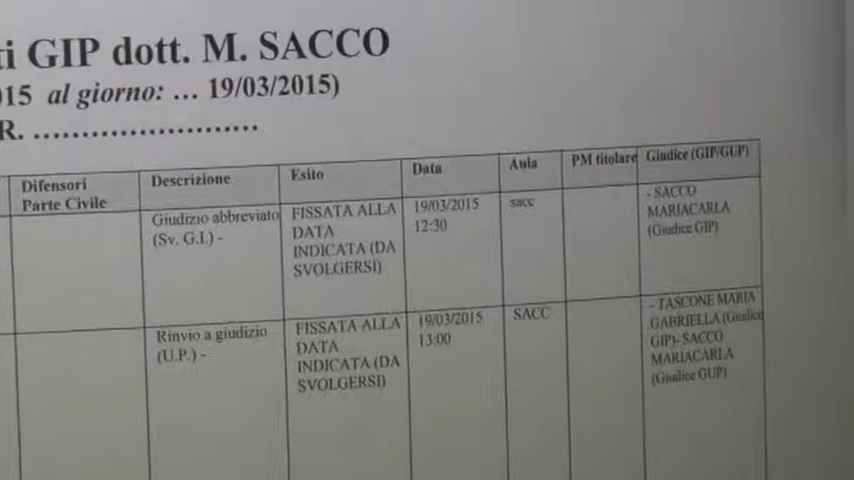 ti GIP dott. M. SACCO
015 al giorno: ... 19/03/2015)
R. ........................
Difensori
Parte Civile
Descrizione
Esito
Data
Aula
PM titolare
Giudice (GIP/GUP)
Giudizio abbreviato
(Sv. G.I.) -
FISSATA ALLA
DATA
INDICATA (DA
SVOLGERSI)
19/03/2015
12:30
sacc
- SACCO
MARIACARLA
(Giudice GIP)
Rinvio a giudizio
(U.P.) -
FISSATA ALLA
DATA
INDICATA (DA
SVOLGERSI)
19/03/2015
13:00
SACC
- TASCONE MARIA
GABRIELLA (Giudice
GIP)- SACCO
MARIACARLA
(Giudice GUP)